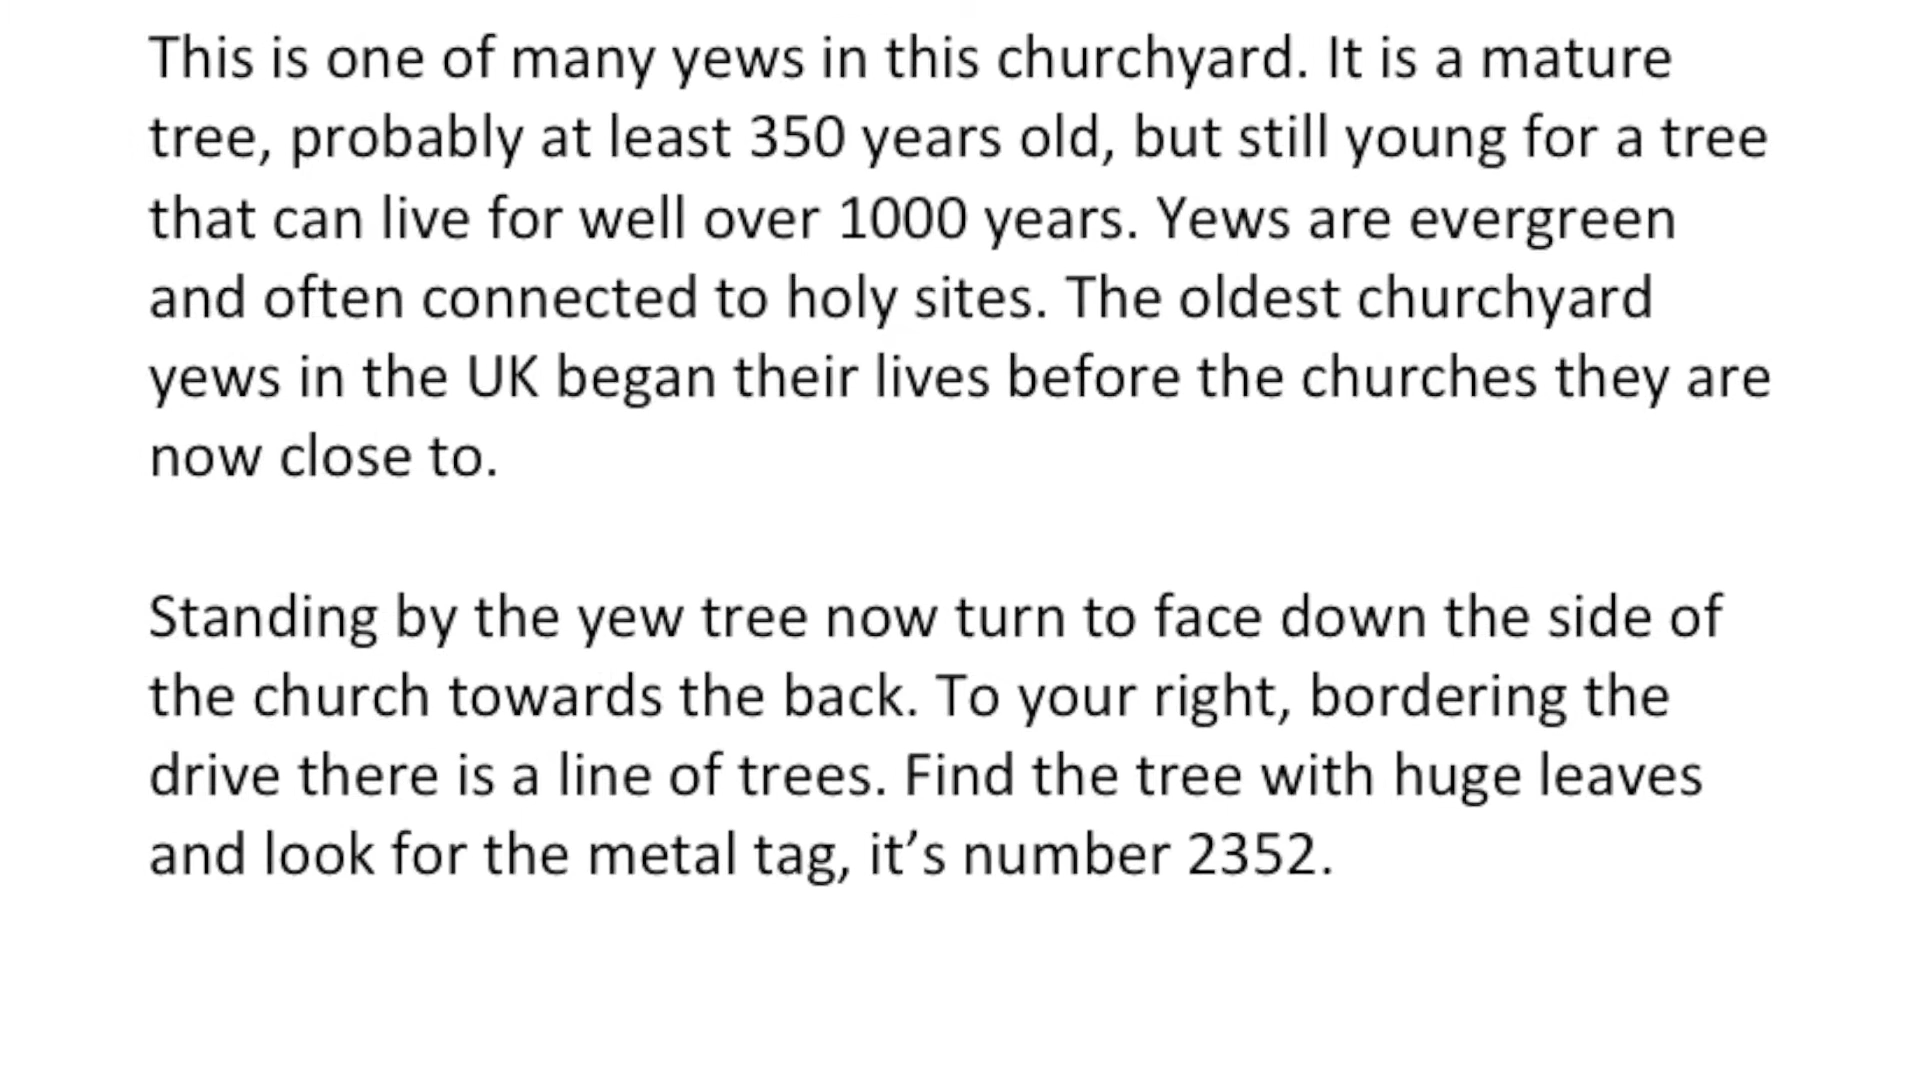 This is one of many yews in this churchyard. It is a mature
tree, probably at least 350 years old, but still young for a tree
that can live for well over 1000 years. Yews are evergreen
and often connected to holy sites. The oldest churchyard
yews in the UK began their lives before the churches they are
now close to.
Standing by the yew tree now turn to face down the side of
the church towards the back. To your right, bordering the
drive there is a line of trees. Find the tree with huge leaves
and look for the metal tag, it’s number 2352.